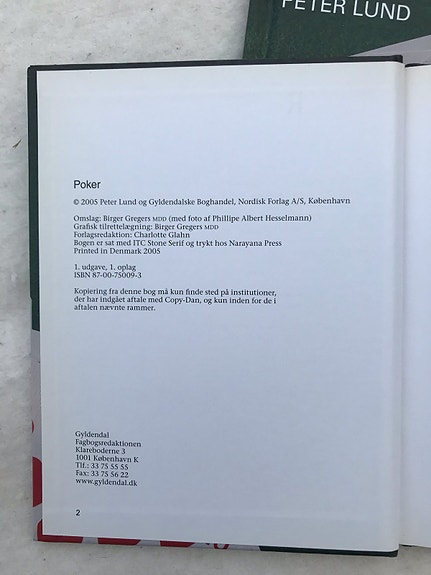 PETER LUND
Poker
© 2005 Peter Lund og Gyldendalske Boghandel, Nordisk Forlag A/S, København
Omslag: Birger Gregers MDD (med foto af Phillipe Albert Hesselmann)
Grafisk tilrettelægning: Birger Gregers MDD
Forlagsredaktion: Charlotte Glahn
Bogen er sat med ITC Stone Serif og trykt hos Narayana Press
Printed in Denmark 2005
1. udgave, 1. oplag
ISBN 87-00-75009-3
Kopiering fra denne bog må kun finde sted på institutioner,
der har indgået aftale med Copy-Dan, og kun inden for de i
aftalen nævnte rammer.
Gyldendal
Fagbogsredaktionen
Klareboderne 3
1001 København K
Tlf.: 33 75 55 55
Fax: 33 75 56 22
www.gyldendal.dk
2